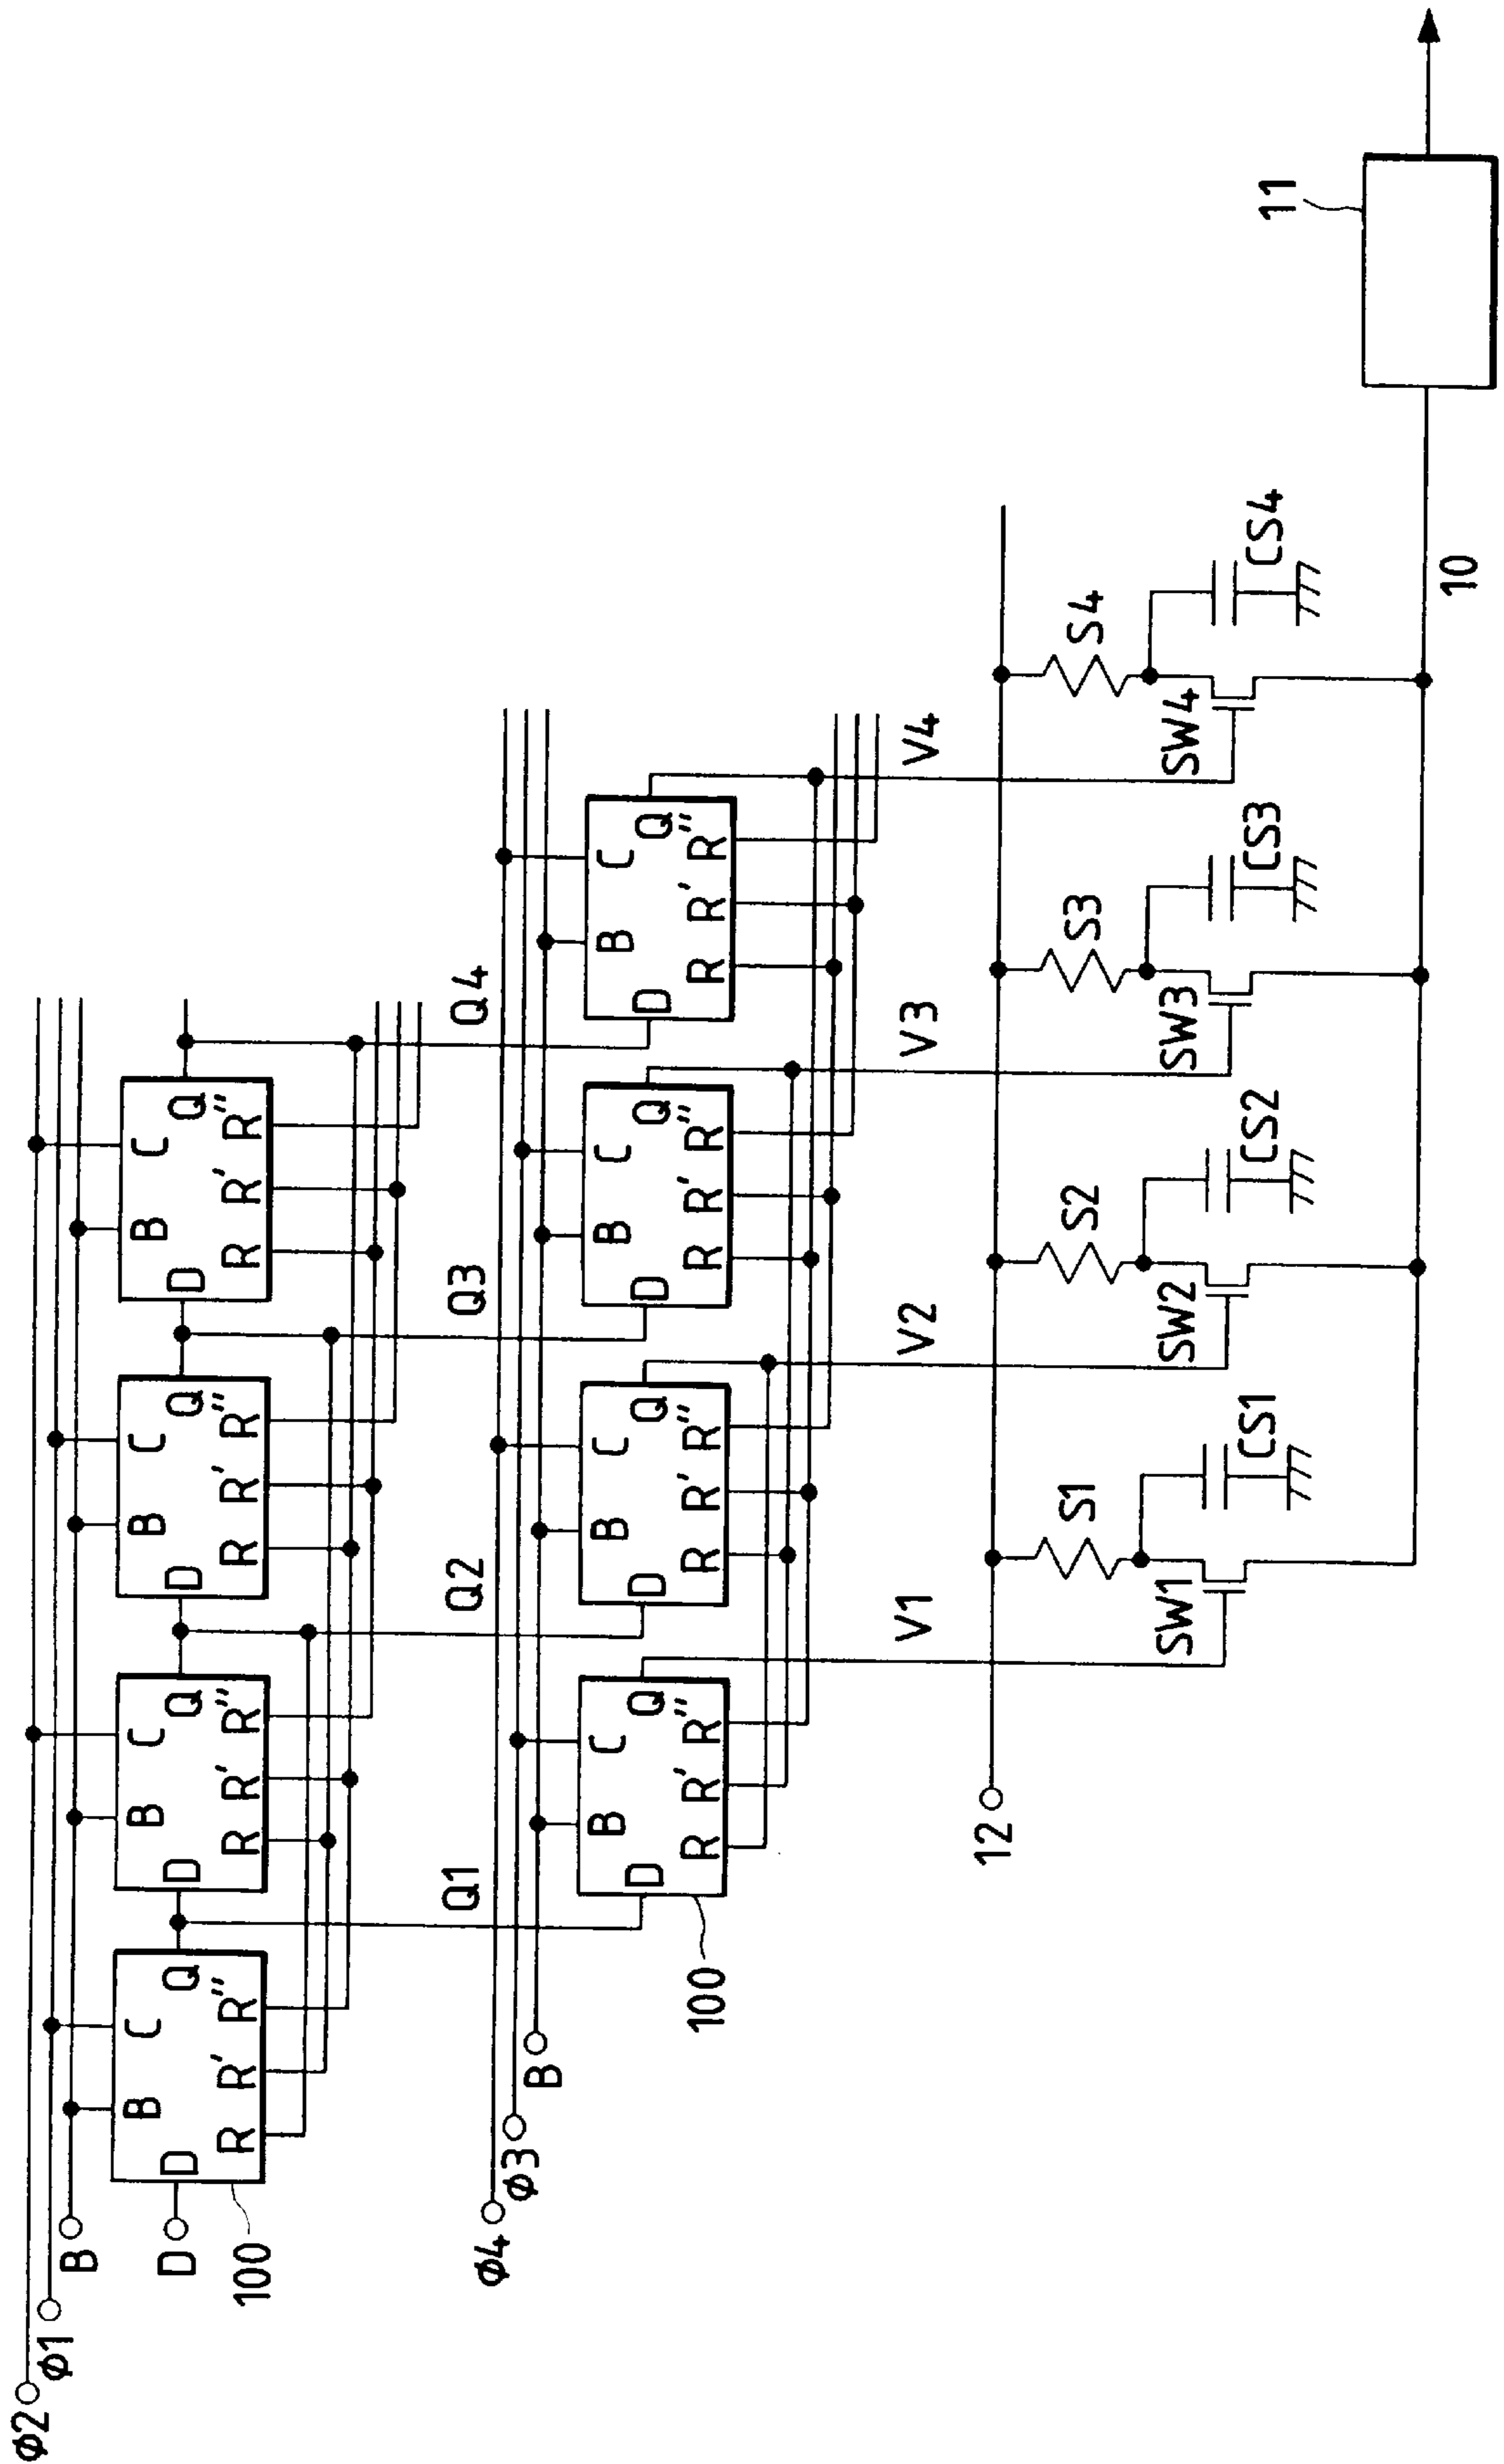 φ2
φ1
B
B C B C B C B C
D
D Q D Q D Q D Q
R R' R'' R R' R'' R R' R'' R R' R''
100
Q1 Q2 Q3 Q4
φ4
φ3
B
B C B C B C B C
D Q D Q D Q D Q
R R' R'' R R' R'' R R' R'' R R' R''
100
V1 V2 V3 V4
12
S1 S2 S3 S4
SW1 SW2 SW3 SW4
CS1 CS2 CS3 CS4
11
10